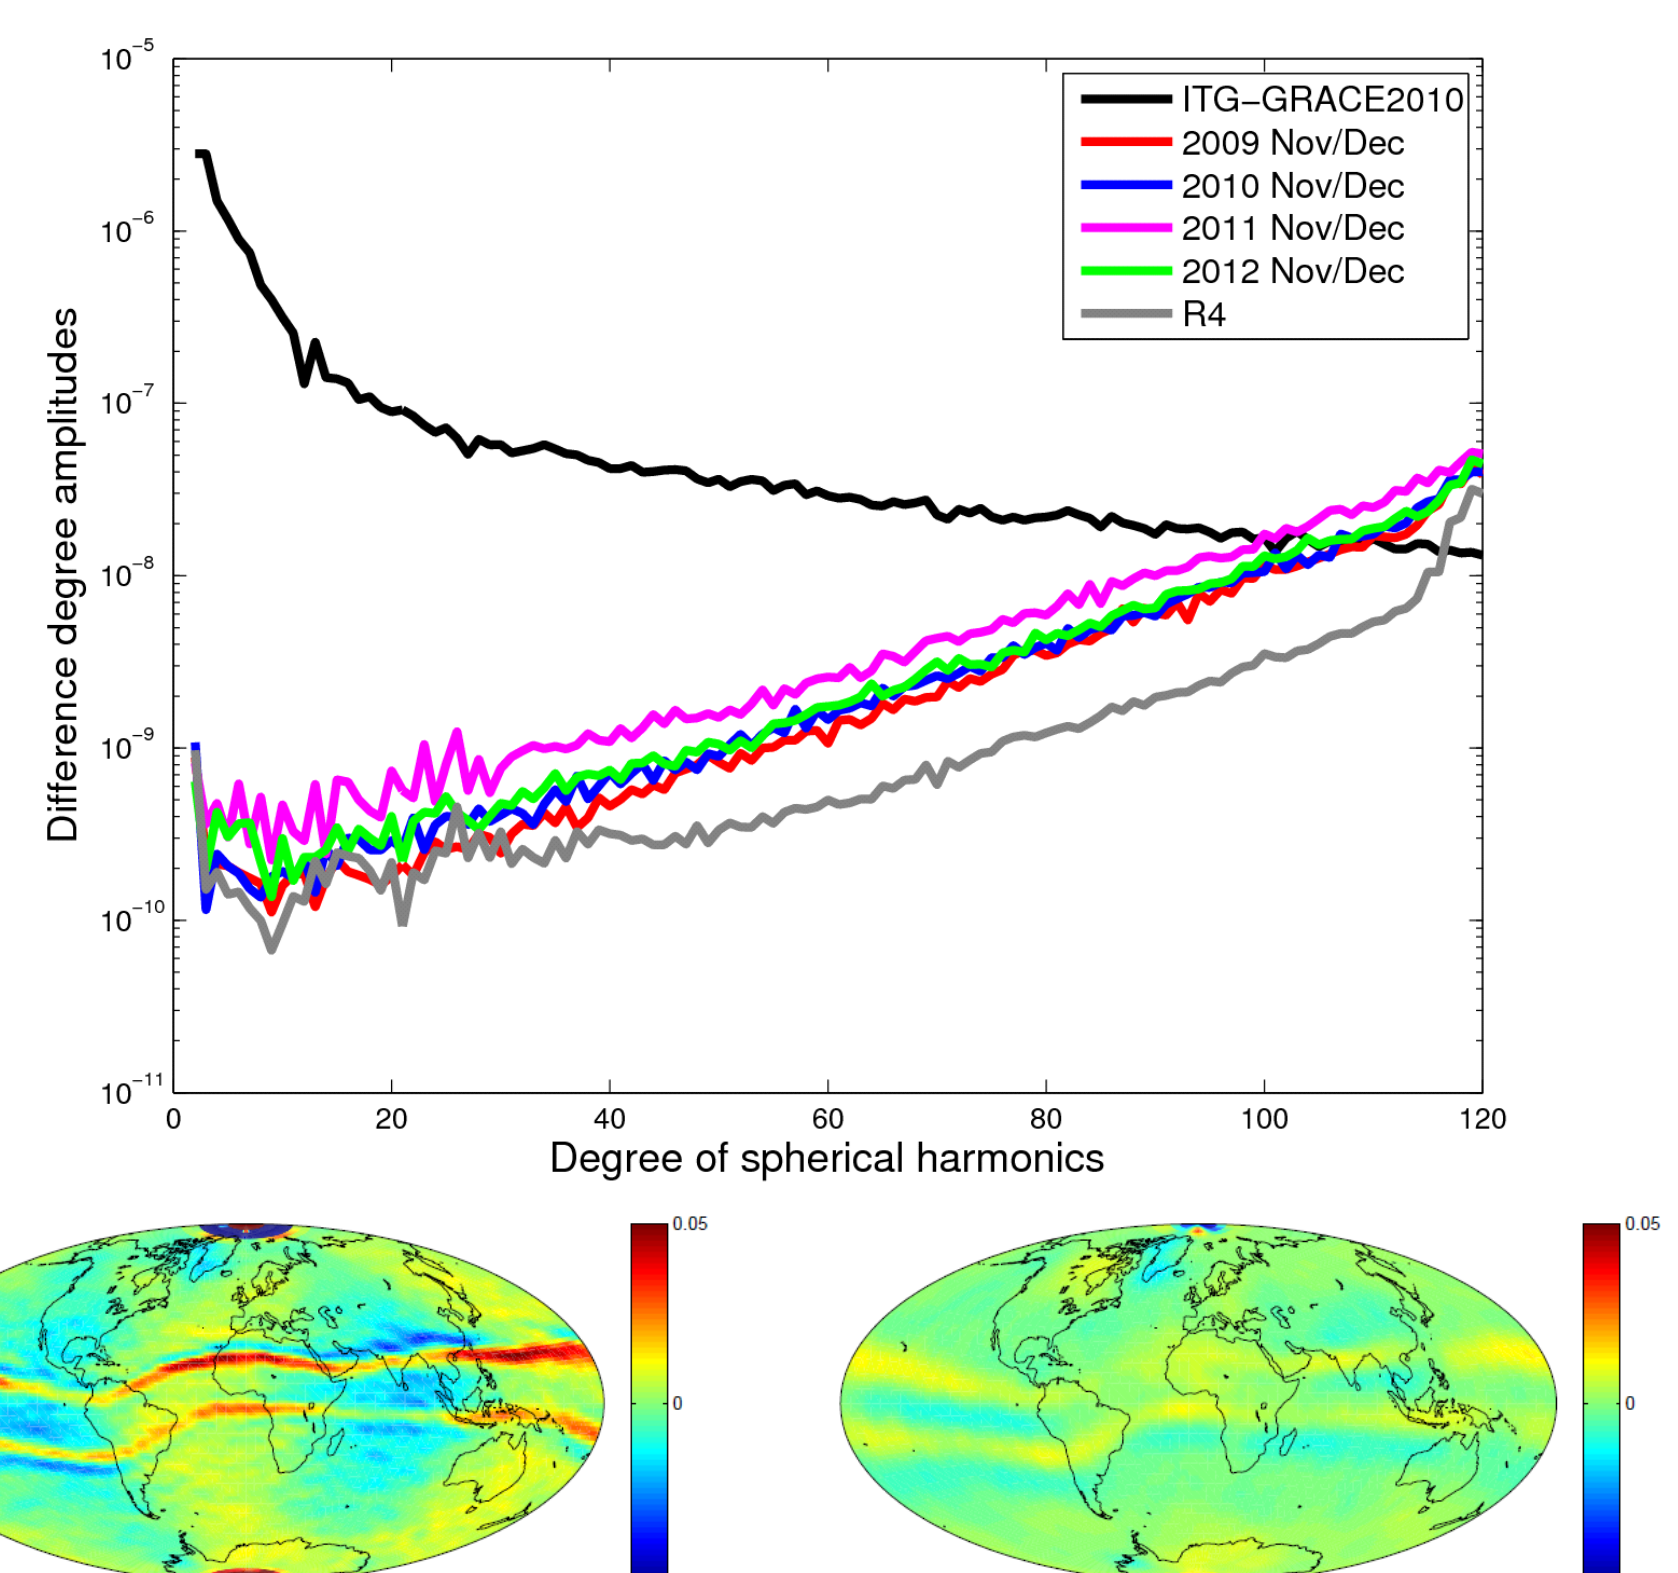 10−5
10−6
10−7
10−8
10−9
10−10
10−11
Difference degree amplitudes
ITG−GRACE2010
2009 Nov/Dec
2010 Nov/Dec
2011 Nov/Dec
2012 Nov/Dec
R4
0 20 40 60 80 100 120
Degree of spherical harmonics
0.05 0.05
0 0